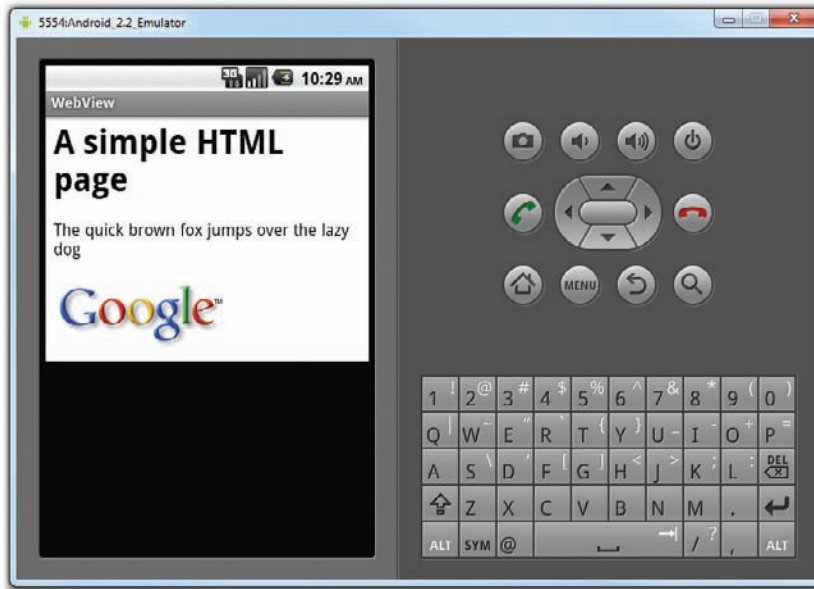 5554:Android_2.2_Emulator
10:29 AM
WebView
A simple HTML
page
The quick brown fox jumps over the lazy
dog
Google™
MENU
1 ! 2 @ 3 # 4 $ 5 % 6 ^ 7 & 8 * 9 ( 0 )
Q | W ~ E " R ` T { Y } U _ I - O + P =
A S \ D ' F [ G ] H < J > K ; L : DEL
Z X C V B N M .
ALT SYM @ / ? , ALT